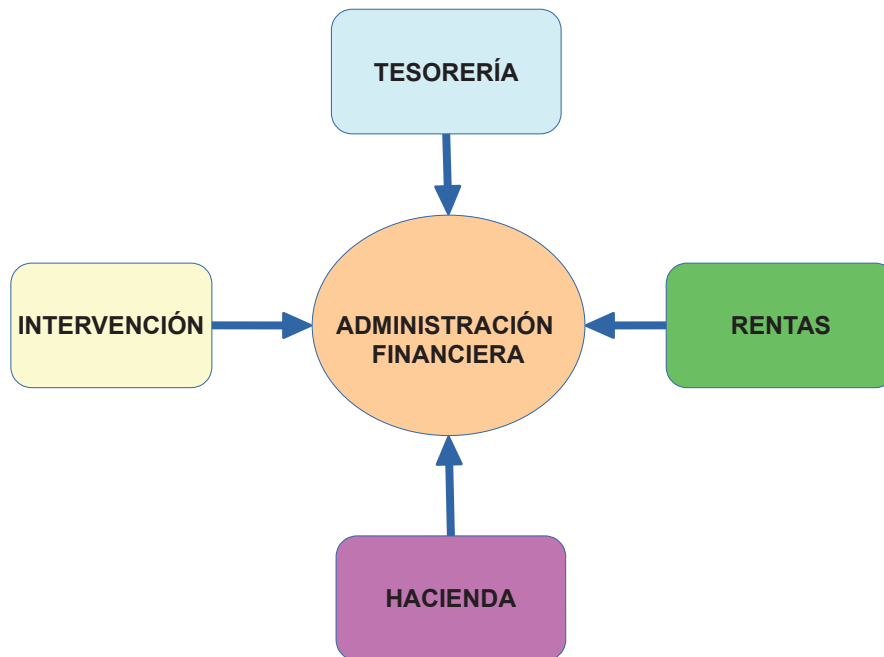 TESORERÍA
INTERVENCIÓN
ADMINISTRACIÓN
FINANCIERA
RENTAS
HACIENDA